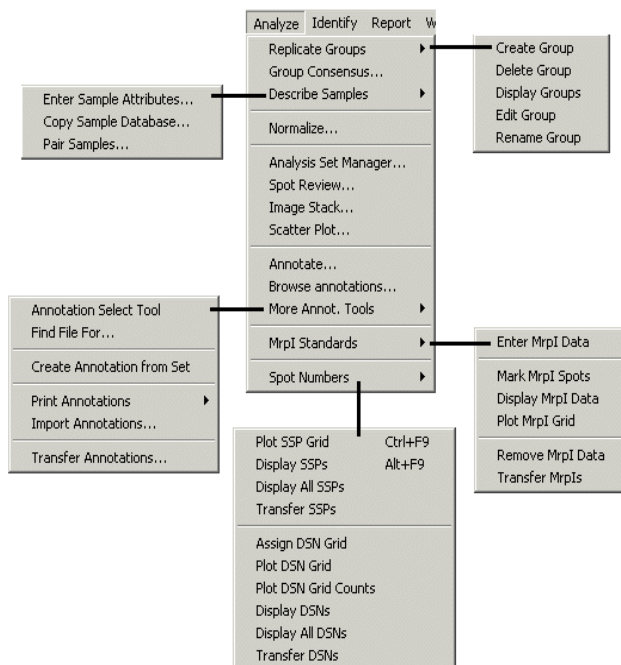 Analyze Identify Report W
Replicate Groups
Group Consensus...
Describe Samples
Normalize...
Analysis Set Manager...
Spot Review...
Image Stack...
Scatter Plot...
Annotate...
Browse annotations...
More Annot. Tools
MrpI Standards
Spot Numbers
Create Group
Delete Group
Display Groups
Edit Group
Rename Group
Enter Sample Attributes...
Copy Sample Database...
Pair Samples...
Annotation Select Tool
Find File For...
Create Annotation from Set
Print Annotations
Import Annotations...
Transfer Annotations...
Enter MrpI Data
Mark MrpI Spots
Display MrpI Data
Plot MrpI Grid
Remove MrpI Data
Transfer MrpIs
Plot SSP Grid Ctrl+F9
Display SSPs Alt+F9
Display All SSPs
Transfer SSPs
Assign DSN Grid
Plot DSN Grid
Plot DSN Grid Counts
Display DSNs
Display All DSNs
Transfer DSNs